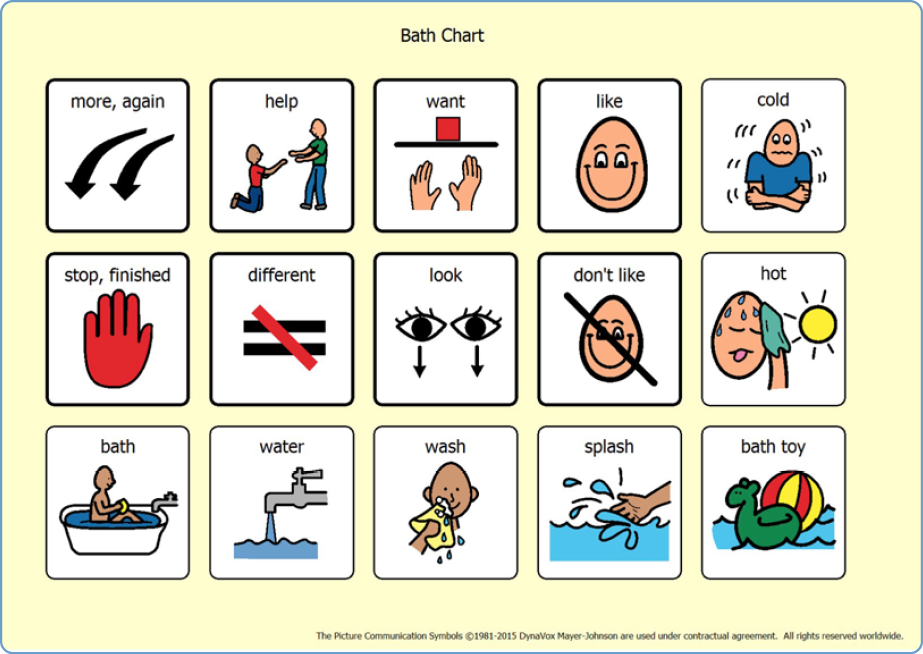 Bath Chart
more, again
help
want
like
cold
stop, finished
different
look
don't like
hot
bath
water
wash
splash
bath toy
The Picture Communication Symbols ©1981-2015 DynaVox Mayer-Johnson are used under contractual agreement. All rights reserved worldwide.